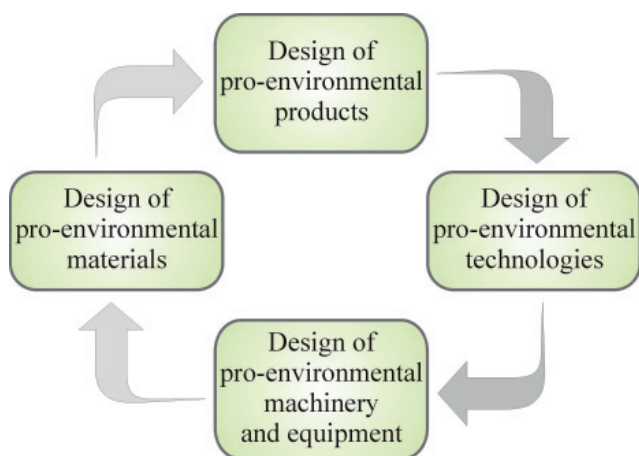 Design of
pro-environmental
products
Design of
pro-environmental
technologies
Design of
pro-environmental
machinery
and equipment
Design of
pro-environmental
materials